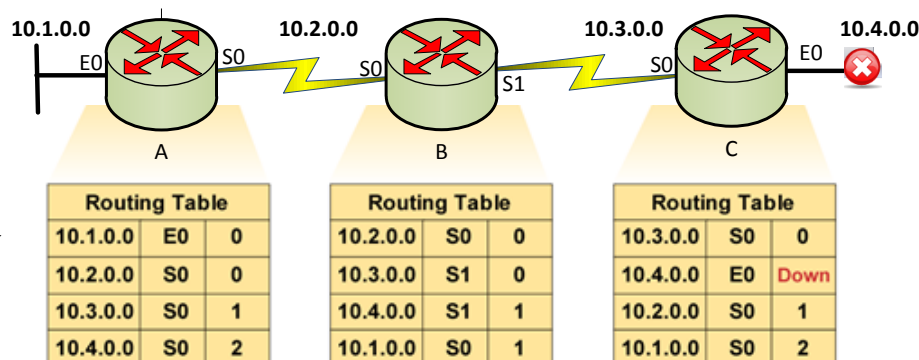 10.1.0.0 10.2.0.0 10.3.0.0 10.4.0.0
E0 S0 S0 S1 S0 E0
A B C
Routing Table
10.1.0.0 E0 0
10.2.0.0 S0 0
10.3.0.0 S0 1
10.4.0.0 S0 2
Routing Table
10.2.0.0 S0 0
10.3.0.0 S1 0
10.4.0.0 S1 1
10.1.0.0 S0 1
Routing Table
10.3.0.0 S0 0
10.4.0.0 E0 Down
10.2.0.0 S0 1
10.1.0.0 S0 2